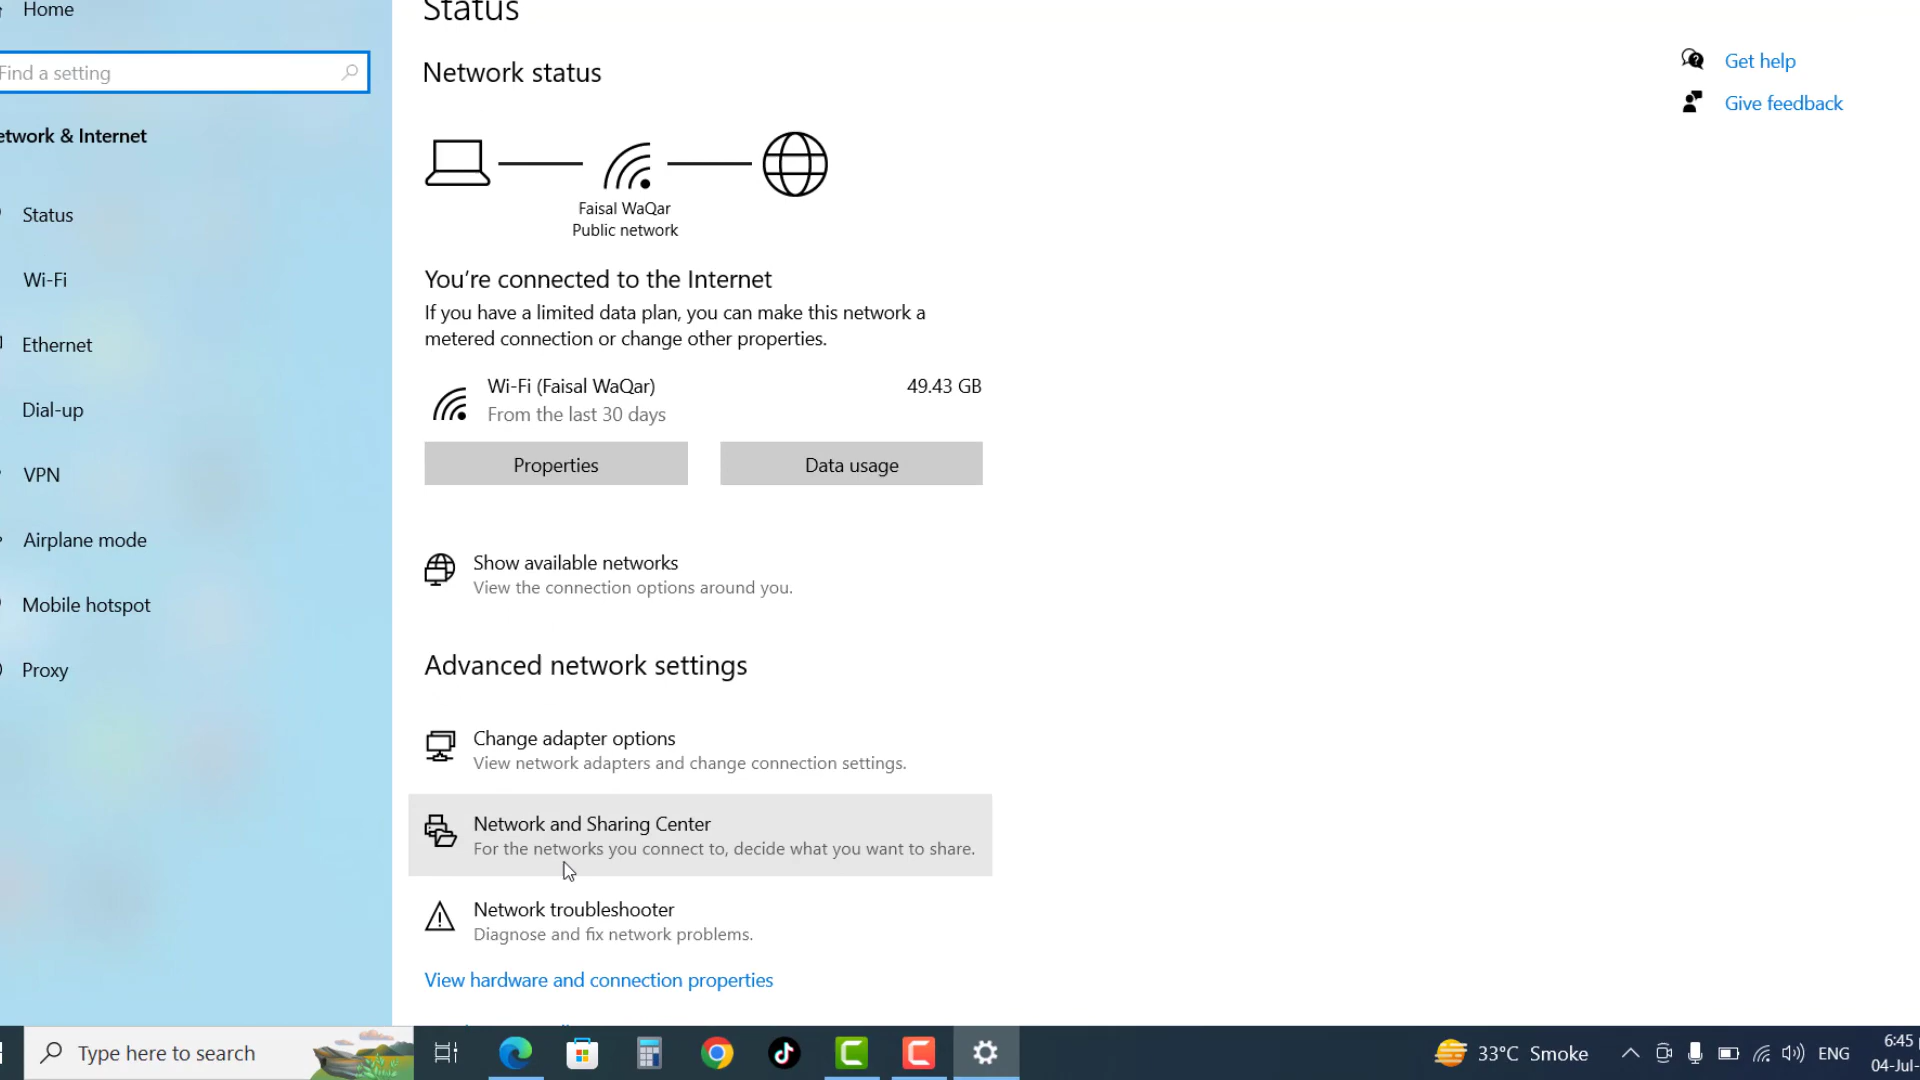 Home
Status
Find a setting
Network status
Get help
Give feedback
etwork & Internet
Faisal WaQar
Public network
Status
Wi-Fi
Ethernet
Dial-up
VPN
Airplane mode
Mobile hotspot
Proxy
You're connected to the Internet
If you have a limited data plan, you can make this network a
metered connection or change other properties.
Wi-Fi (Faisal WaQar) 49.43 GB
From the last 30 days
Properties Data usage
Show available networks
View the connection options around you.
Advanced network settings
Change adapter options
View network adapters and change connection settings.
Network and Sharing Center
For the networks you connect to, decide what you want to share.
Network troubleshooter
Diagnose and fix network problems.
View hardware and connection properties
Type here to search
33°C Smoke
ENG
6:45
04-Jul-